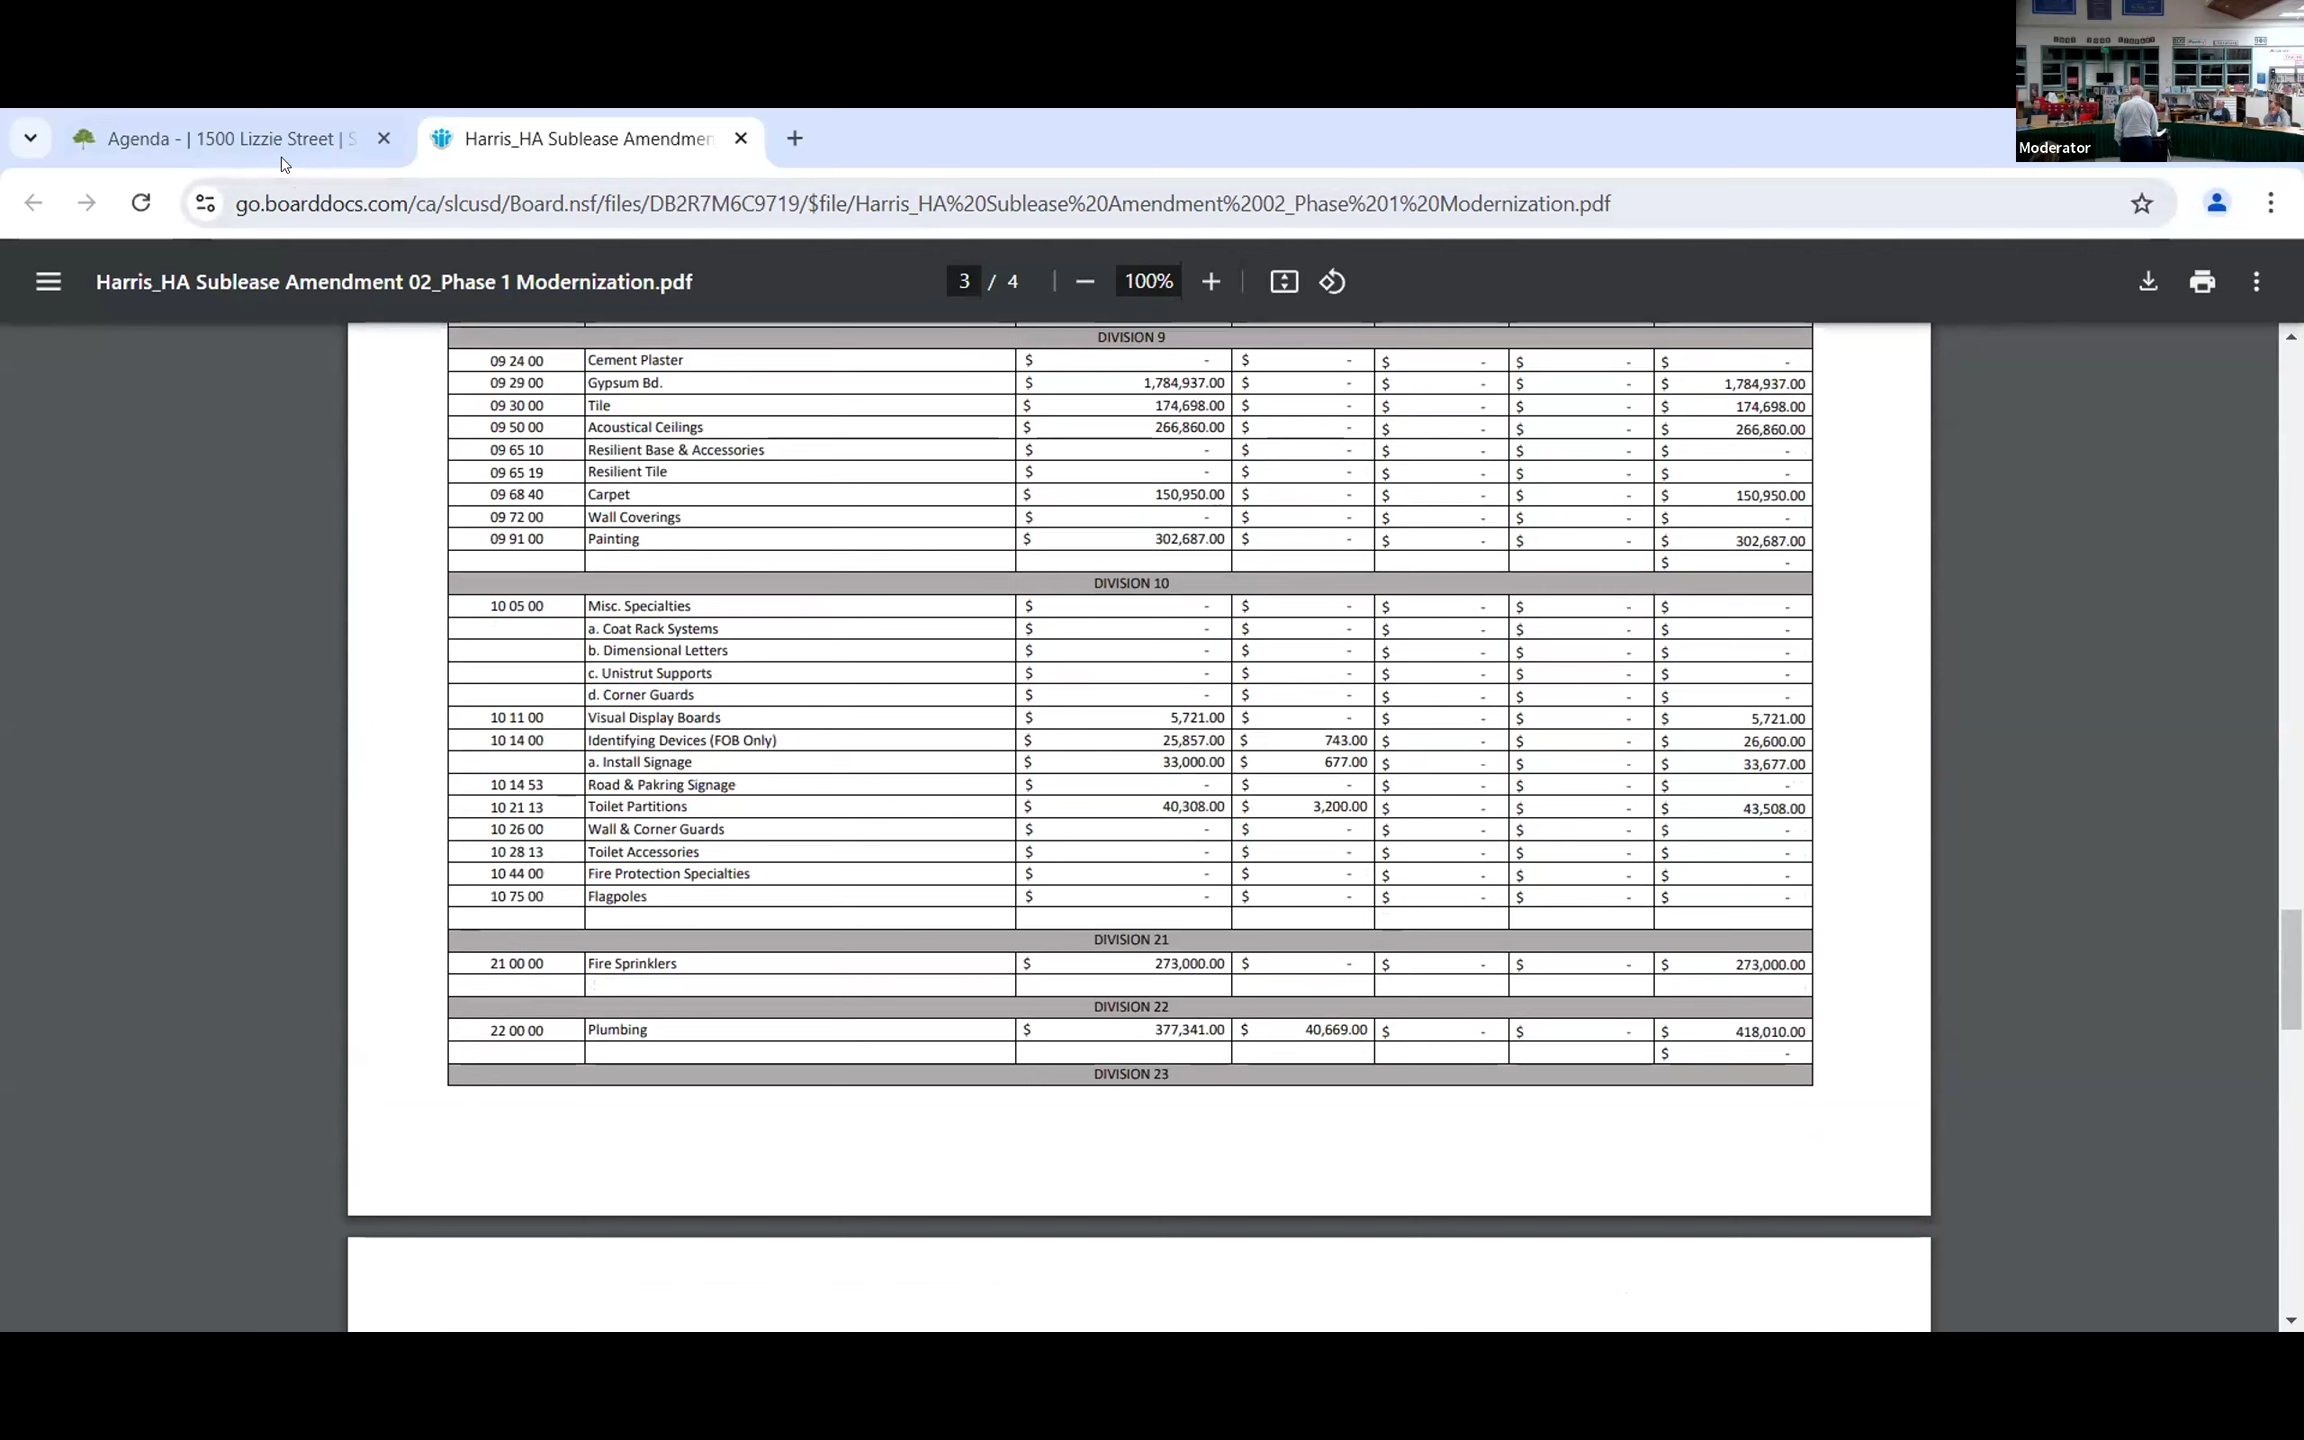 Moderator
Agenda - | 1500 Lizzie Street | S
Harris_HA Sublease Amendmen
go.boarddocs.com/ca/slcusd/Board.nsf/files/DB2R7M6C9719/$file/Harris_HA%20Sublease%20Amendment%2002_Phase%201%20Modernization.pdf
Harris_HA Sublease Amendment 02_Phase 1 Modernization.pdf 3 / 4 100%
DIVISION 9
09 24 00 Cement Plaster $ - $ - $ - $ - $ -
09 29 00 Gypsum Bd. $ 1,784,937.00 $ - $ - $ - $ 1,784,937.00
09 30 00 Tile $ 174,698.00 $ - $ - $ - $ 174,698.00
09 50 00 Acoustical Ceilings $ 266,860.00 $ - $ - $ - $ 266,860.00
09 65 10 Resilient Base & Accessories $ - $ - $ - $ - $ -
09 65 19 Resilient Tile $ - $ - $ - $ - $ -
09 68 40 Carpet $ 150,950.00 $ - $ - $ - $ 150,950.00
09 72 00 Wall Coverings $ - $ - $ - $ - $ -
09 91 00 Painting $ 302,687.00 $ - $ - $ - $ 302,687.00
$ -
DIVISION 10
10 05 00 Misc. Specialties $ - $ - $ - $ - $ -
a. Coat Rack Systems $ - $ - $ - $ - $ -
b. Dimensional Letters $ - $ - $ - $ - $ -
c. Unistrut Supports $ - $ - $ - $ - $ -
d. Corner Guards $ - $ - $ - $ - $ -
10 11 00 Visual Display Boards $ 5,721.00 $ - $ - $ - $ 5,721.00
10 14 00 Identifying Devices (FOB Only) $ 25,857.00 $ 743.00 $ - $ - $ 26,600.00
a. Install Signage $ 33,000.00 $ 677.00 $ - $ - $ 33,677.00
10 14 53 Road & Pakring Signage $ - $ - $ - $ - $ -
10 21 13 Toilet Partitions $ 40,308.00 $ 3,200.00 $ - $ - $ 43,508.00
10 26 00 Wall & Corner Guards $ - $ - $ - $ - $ -
10 28 13 Toilet Accessories $ - $ - $ - $ - $ -
10 44 00 Fire Protection Specialties $ - $ - $ - $ - $ -
10 75 00 Flagpoles $ - $ - $ - $ - $ -
DIVISION 21
21 00 00 Fire Sprinklers $ 273,000.00 $ - $ - $ - $ 273,000.00
DIVISION 22
22 00 00 Plumbing $ 377,341.00 $ 40,669.00 $ - $ - $ 418,010.00
$ -
DIVISION 23